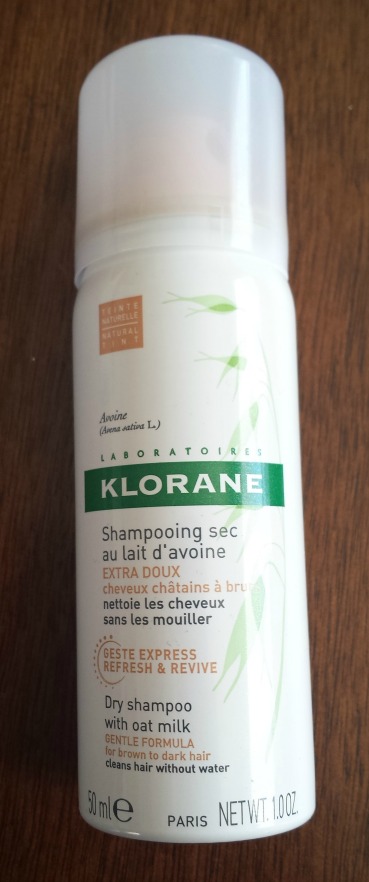 TEINTE
NATURELLE
NATURAL
TINT
Avoine
(Avena sativa L.)
LABORATOIRES
KLORANE
Shampooing sec
au lait d'avoine
EXTRA DOUX
cheveux châtains à bru
nettoie les cheveux
sans les mouiller
GESTE EXPRESS
REFRESH & REVIVE
Dry shampoo
with oat milk
GENTLE FORMULA
for brown to dark hair
cleans hair without water
50 ml e PARIS NET WT. 1.0 OZ.